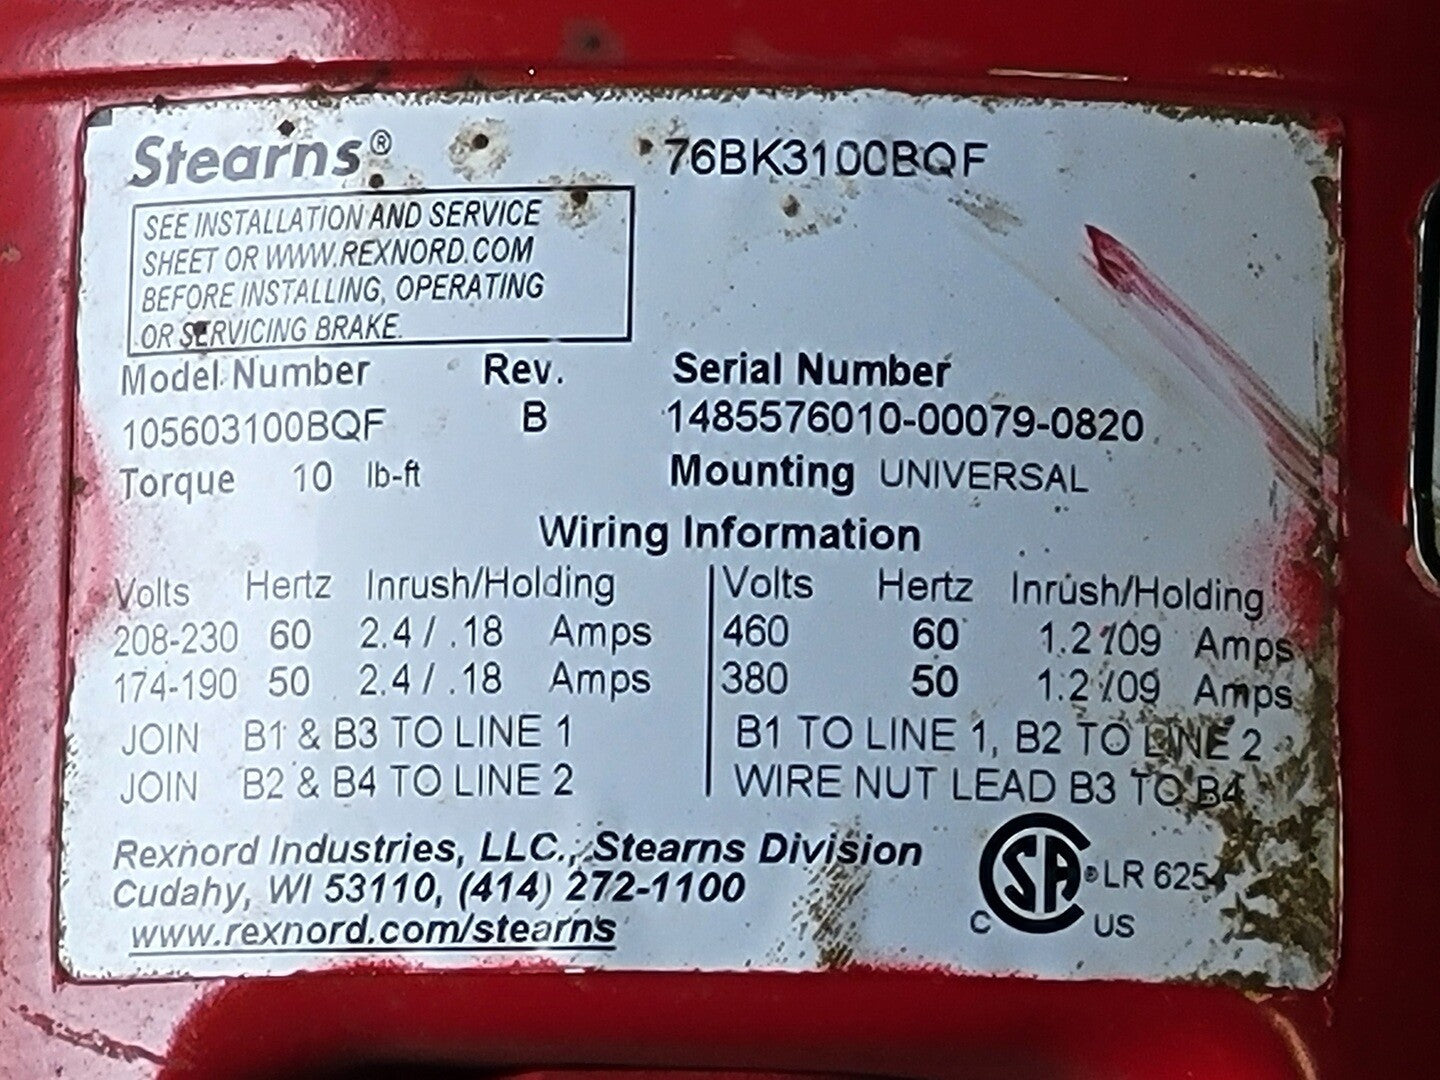 Stearns® 76BK3100BQF
SEE INSTALLATION AND SERVICE
SHEET OR WWW.REXNORD.COM
BEFORE INSTALLING, OPERATING
OR SERVICING BRAKE.
Model Number Rev. Serial Number
105603100BQF B 1485576010-00079-0820
Torque 10 lb-ft Mounting UNIVERSAL
Wiring Information
Volts Hertz Inrush/Holding Volts Hertz Inrush/Holding
208-230 60 2.4 / .18 Amps 460 60 1.2 /09 Amps
174-190 50 2.4 / .18 Amps 380 50 1.2 /09 Amps
JOIN B1 & B3 TO LINE 1 B1 TO LINE 1, B2 TO LINE 2
JOIN B2 & B4 TO LINE 2 WIRE NUT LEAD B3 TO B4
Rexnord Industries, LLC., Stearns Division
Cudahy, WI 53110, (414) 272-1100
www.rexnord.com/stearns
C SA US ® LR 6254